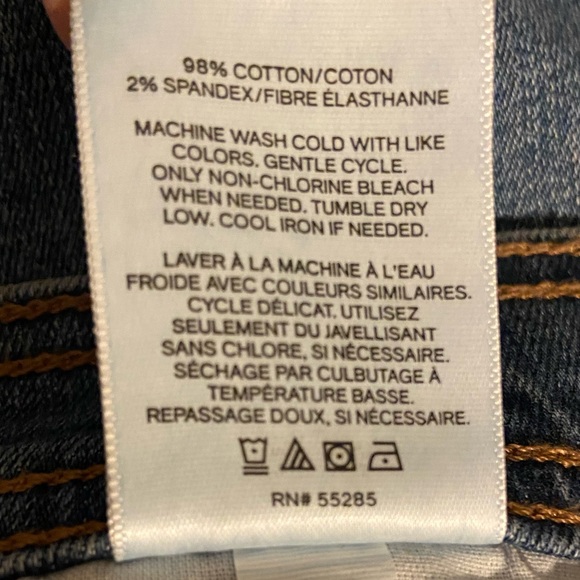 98% COTTON/COTON
2% SPANDEX/FIBRE ÉLASTHANNE
MACHINE WASH COLD WITH LIKE
COLORS. GENTLE CYCLE.
ONLY NON-CHLORINE BLEACH
WHEN NEEDED. TUMBLE DRY
LOW. COOL IRON IF NEEDED.
LAVER À LA MACHINE À L'EAU
FROIDE AVEC COULEURS SIMILAIRES.
CYCLE DÉLICAT. UTILISEZ
SEULEMENT DU JAVELLISANT
SANS CHLORE, SI NÉCESSAIRE.
SÉCHAGE PAR CULBUTAGE À
TEMPÉRATURE BASSE.
REPASSAGE DOUX, SI NÉCESSAIRE.
RN# 55285